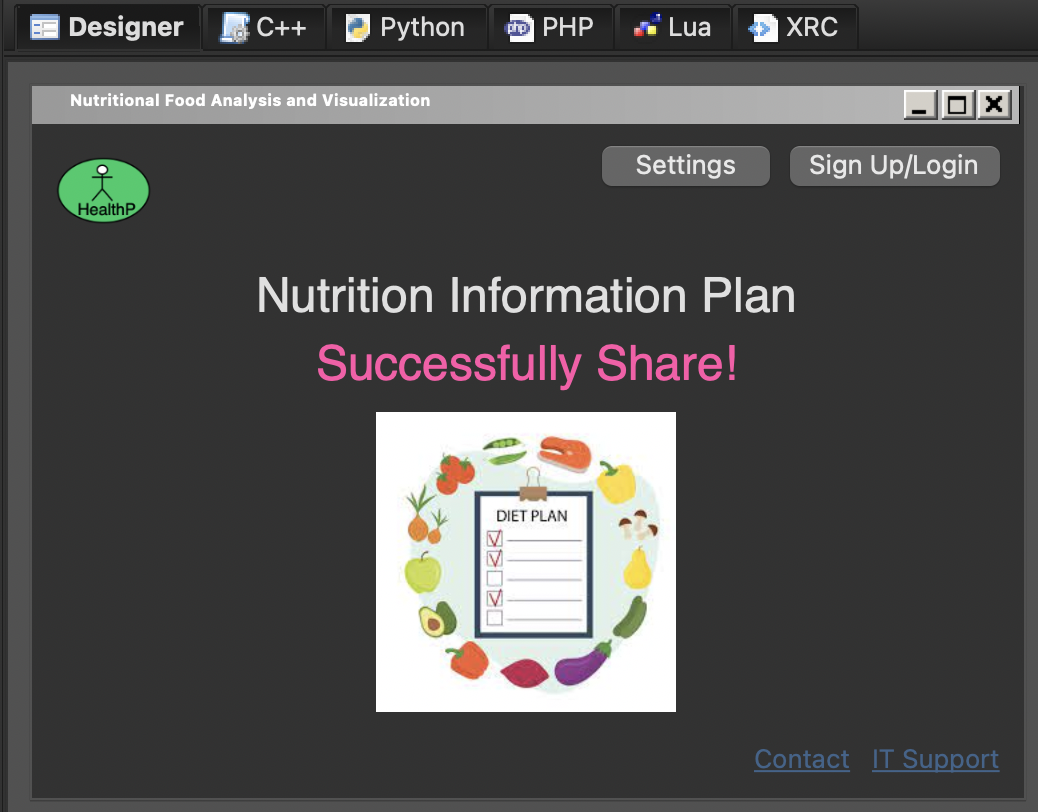 Designer C++ Python PHP Lua XRC
Nutritional Food Analysis and Visualization
Settings Sign Up/Login
HealthP
Nutrition Information Plan
Successfully Share!
DIET PLAN
Contact IT Support